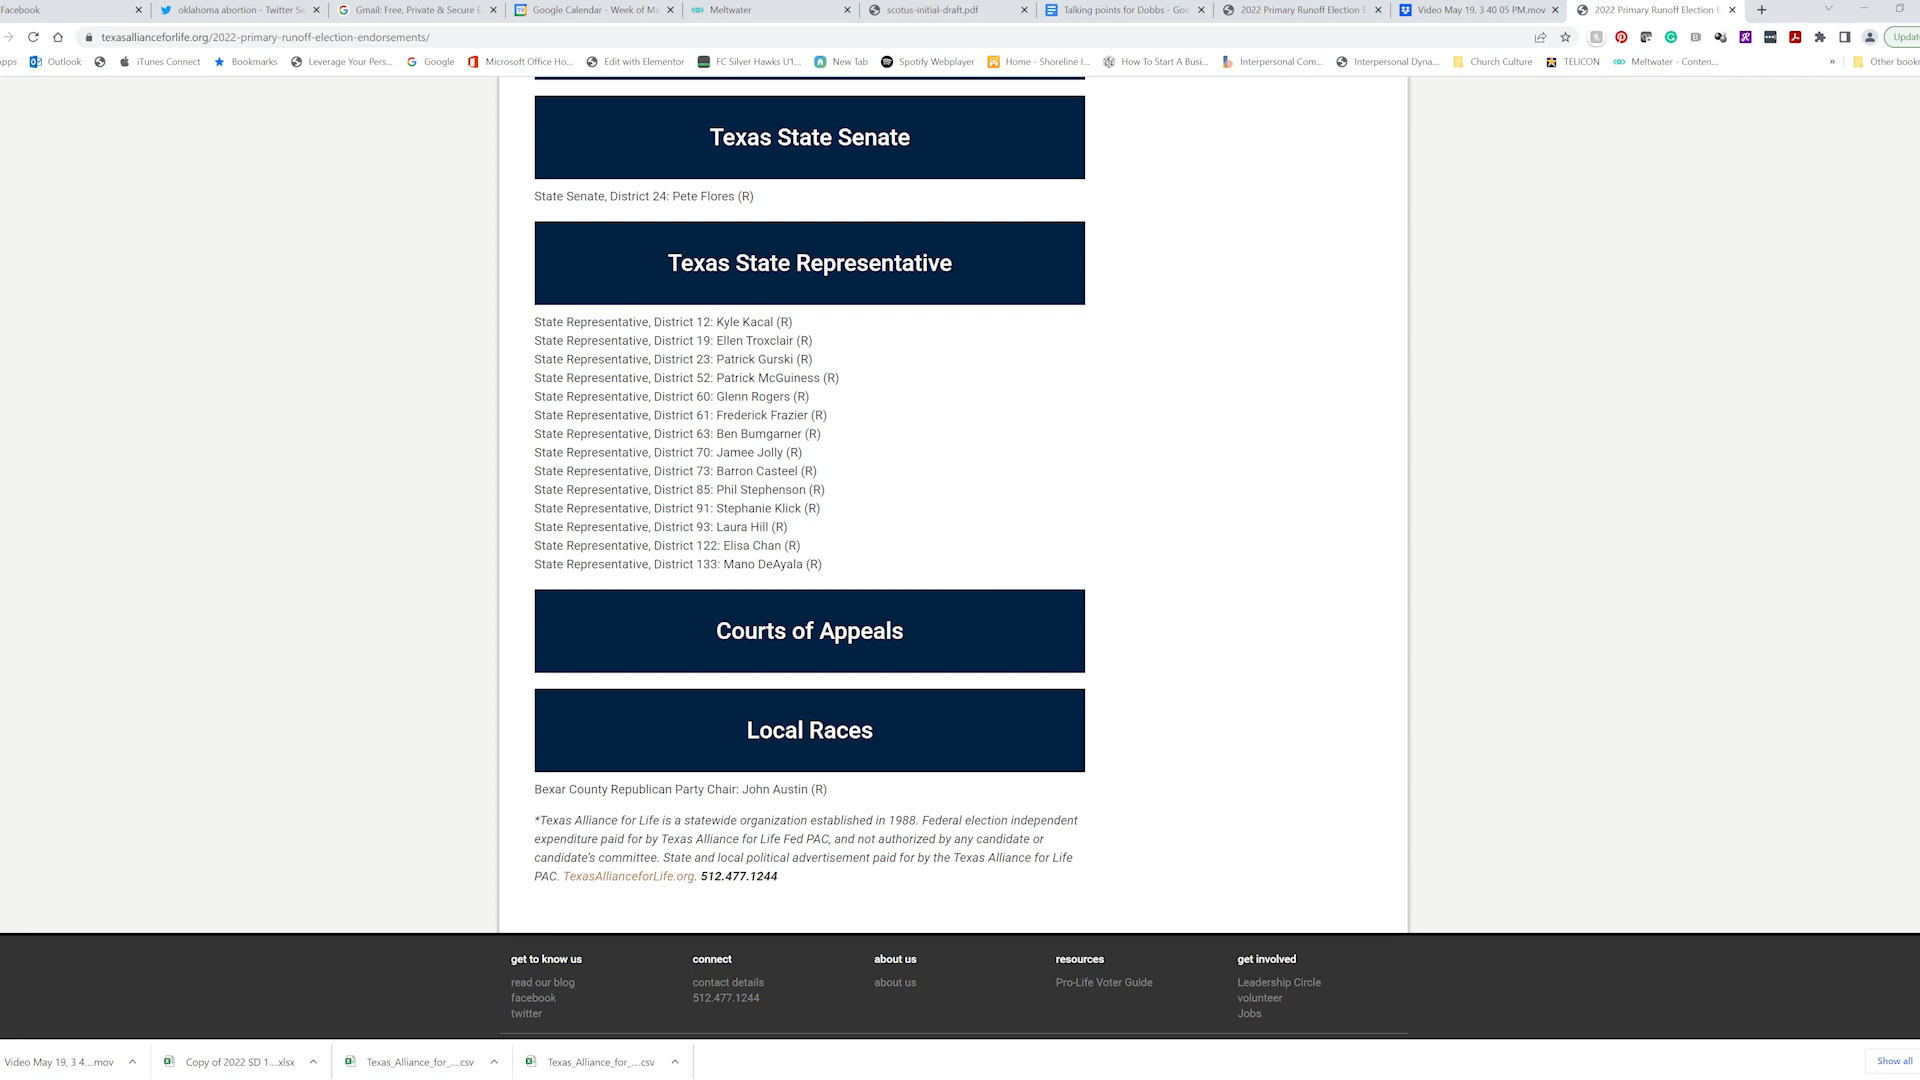 Facebook
oklahoma abortion - Twitter Se
Gmail: Free, Private & Secure E
Google Calendar - Week of Ma
Meltwater
scotus-initial-draft.pdf
Talking points for Dobbs - Goo
2022 Primary Runoff Election E
Video May 19, 3 40 05 PM.mov
2022 Primary Runoff Election E
texasallianceforlife.org/2022-primary-runoff-election-endorsements/
Update
pps
Outlook
iTunes Connect
Bookmarks
Leverage Your Pers...
Google
Microsoft Office Ho...
Edit with Elementor
FC Silver Hawks U1...
New Tab
Spotify Webplayer
Home - Shoreline I...
How To Start A Busi...
Interpersonal Com...
Interpersonal Dyna...
Church Culture
TELICON
Meltwater - Conten...
»
Other bookm
Texas State Senate
State Senate, District 24: Pete Flores (R)
Texas State Representative
State Representative, District 12: Kyle Kacal (R)
State Representative, District 19: Ellen Troxclair (R)
State Representative, District 23: Patrick Gurski (R)
State Representative, District 52: Patrick McGuiness (R)
State Representative, District 60: Glenn Rogers (R)
State Representative, District 61: Frederick Frazier (R)
State Representative, District 63: Ben Bumgarner (R)
State Representative, District 70: Jamee Jolly (R)
State Representative, District 73: Barron Casteel (R)
State Representative, District 85: Phil Stephenson (R)
State Representative, District 91: Stephanie Klick (R)
State Representative, District 93: Laura Hill (R)
State Representative, District 122: Elisa Chan (R)
State Representative, District 133: Mano DeAyala (R)
Courts of Appeals
Local Races
Bexar County Republican Party Chair: John Austin (R)
*Texas Alliance for Life is a statewide organization established in 1988. Federal election independent
expenditure paid for by Texas Alliance for Life Fed PAC, and not authorized by any candidate or
candidate's committee. State and local political advertisement paid for by the Texas Alliance for Life
PAC. TexasAllianceforLife.org. 512.477.1244
get to know us
read our blog
facebook
twitter
connect
contact details
512.477.1244
about us
about us
resources
Pro-Life Voter Guide
get involved
Leadership Circle
volunteer
Jobs
Video May 19, 3 4....mov
Copy of 2022 SD 1....xlsx
Texas_Alliance_for_....csv
Texas_Alliance_for_....csv
Show all